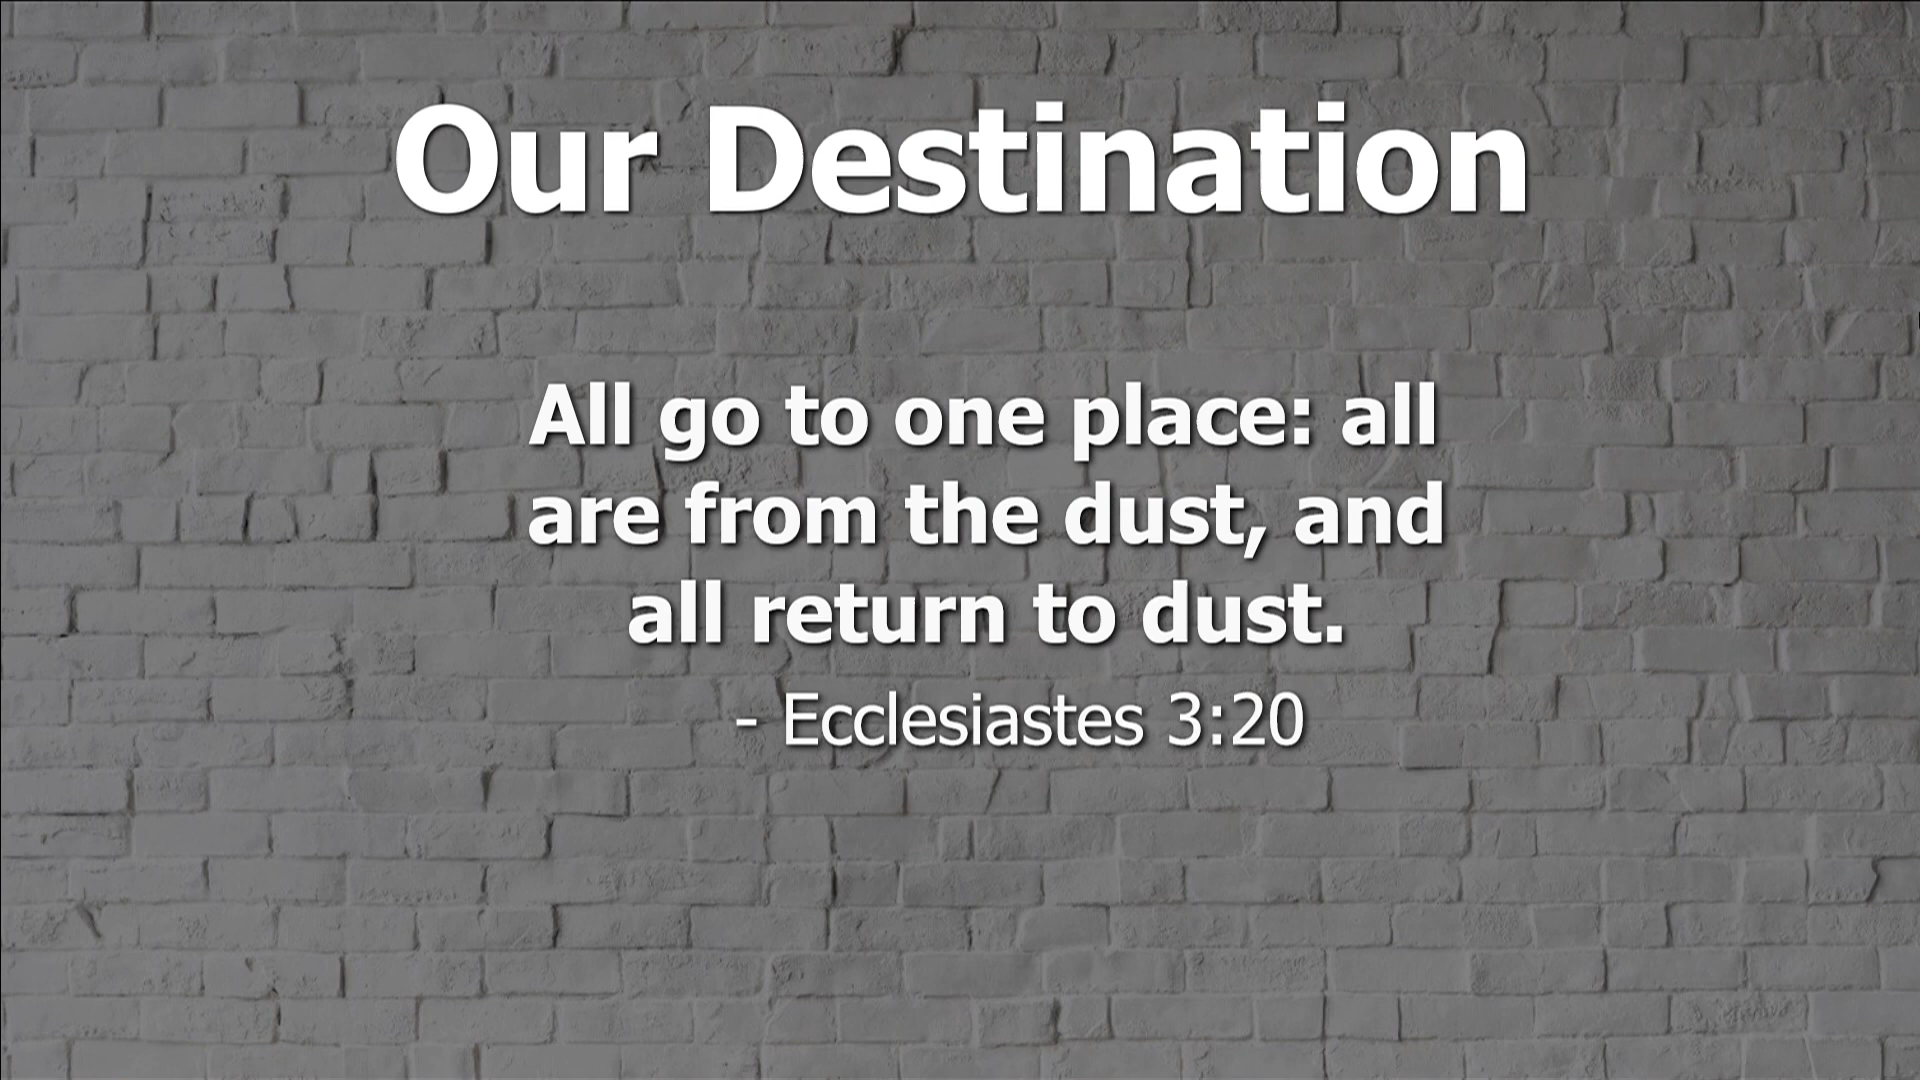 Our Destination
All go to one place: all
are from the dust, and
all return to dust.
- Ecclesiastes 3:20